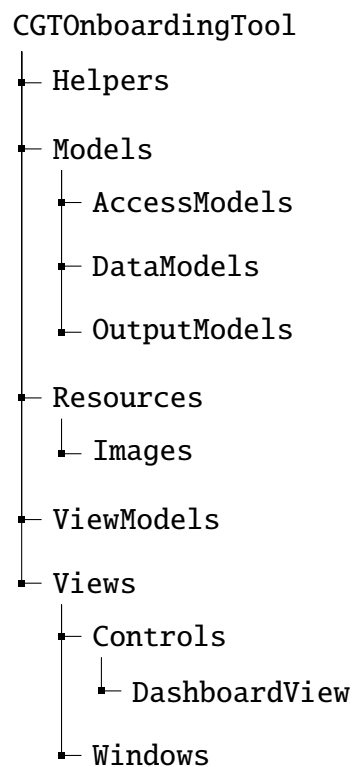 CGTOnboardingTool
Helpers
Models
AccessModels
DataModels
OutputModels
Resources
Images
ViewModels
Views
Controls
DashboardView
Windows